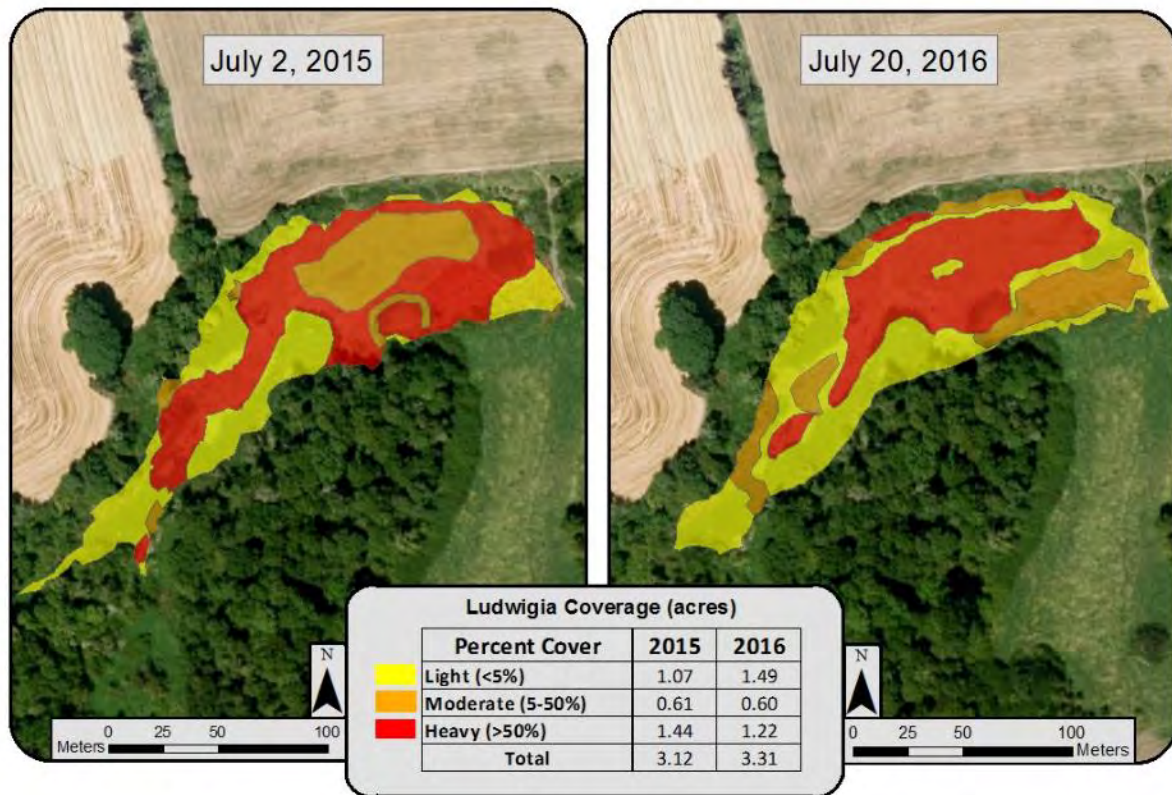 July 2, 2015
July 20, 2016
Ludwigia Coverage (acres)
Percent Cover 2015 2016
Light (<5%) 1.07 1.49
Moderate (5-50%) 0.61 0.60
Heavy (>50%) 1.44 1.22
Total 3.12 3.31
N
0 25 50 100
Meters
N
0 25 50 100
Meters